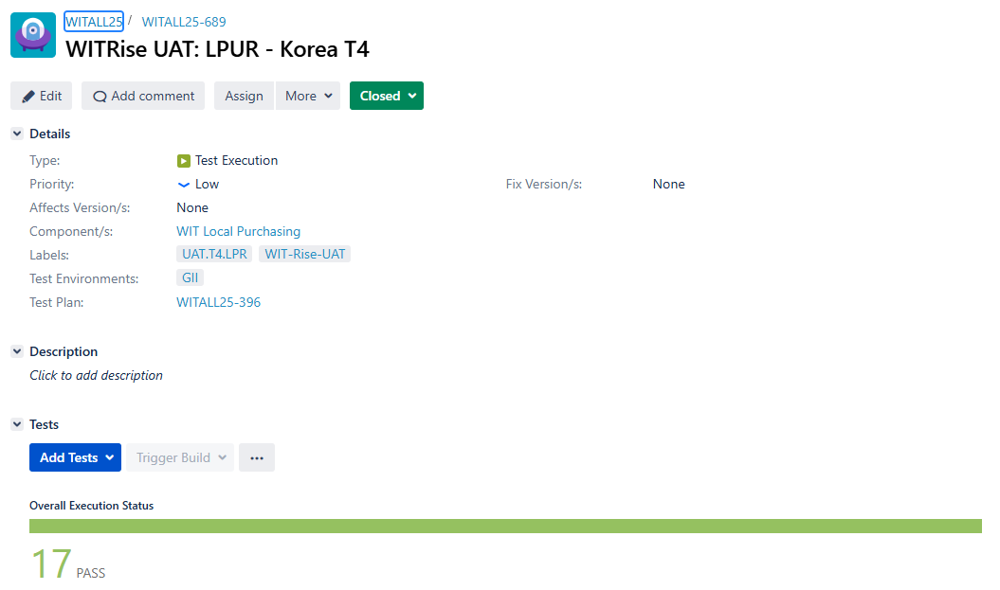 WITALL25 / WITALL25-689
WITRise UAT: LPUR - Korea T4
Edit Add comment Assign More Closed
Details
Type: Test Execution
Priority: Low Fix Version/s: None
Affects Version/s: None
Component/s: WIT Local Purchasing
Labels: UAT.T4.LPR WIT-Rise-UAT
Test Environments: GII
Test Plan: WITALL25-396
Description
Click to add description
Tests
Add Tests Trigger Build ...
Overall Execution Status
17 PASS